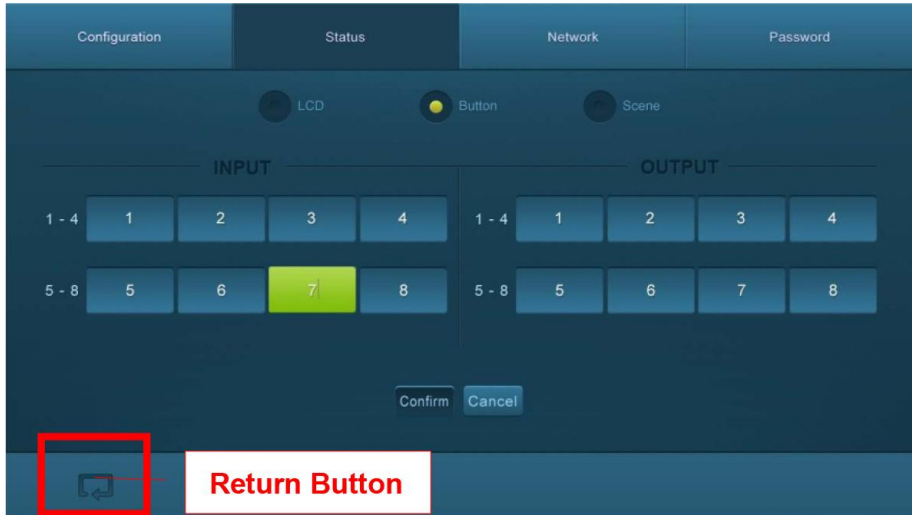 Configuration Status Network Password
LCD Button Scene
INPUT OUTPUT
1 - 4 1 2 3 4 1 - 4 1 2 3 4
5 - 8 5 6 7 8 5 - 8 5 6 7 8
Confirm Cancel
Return Button